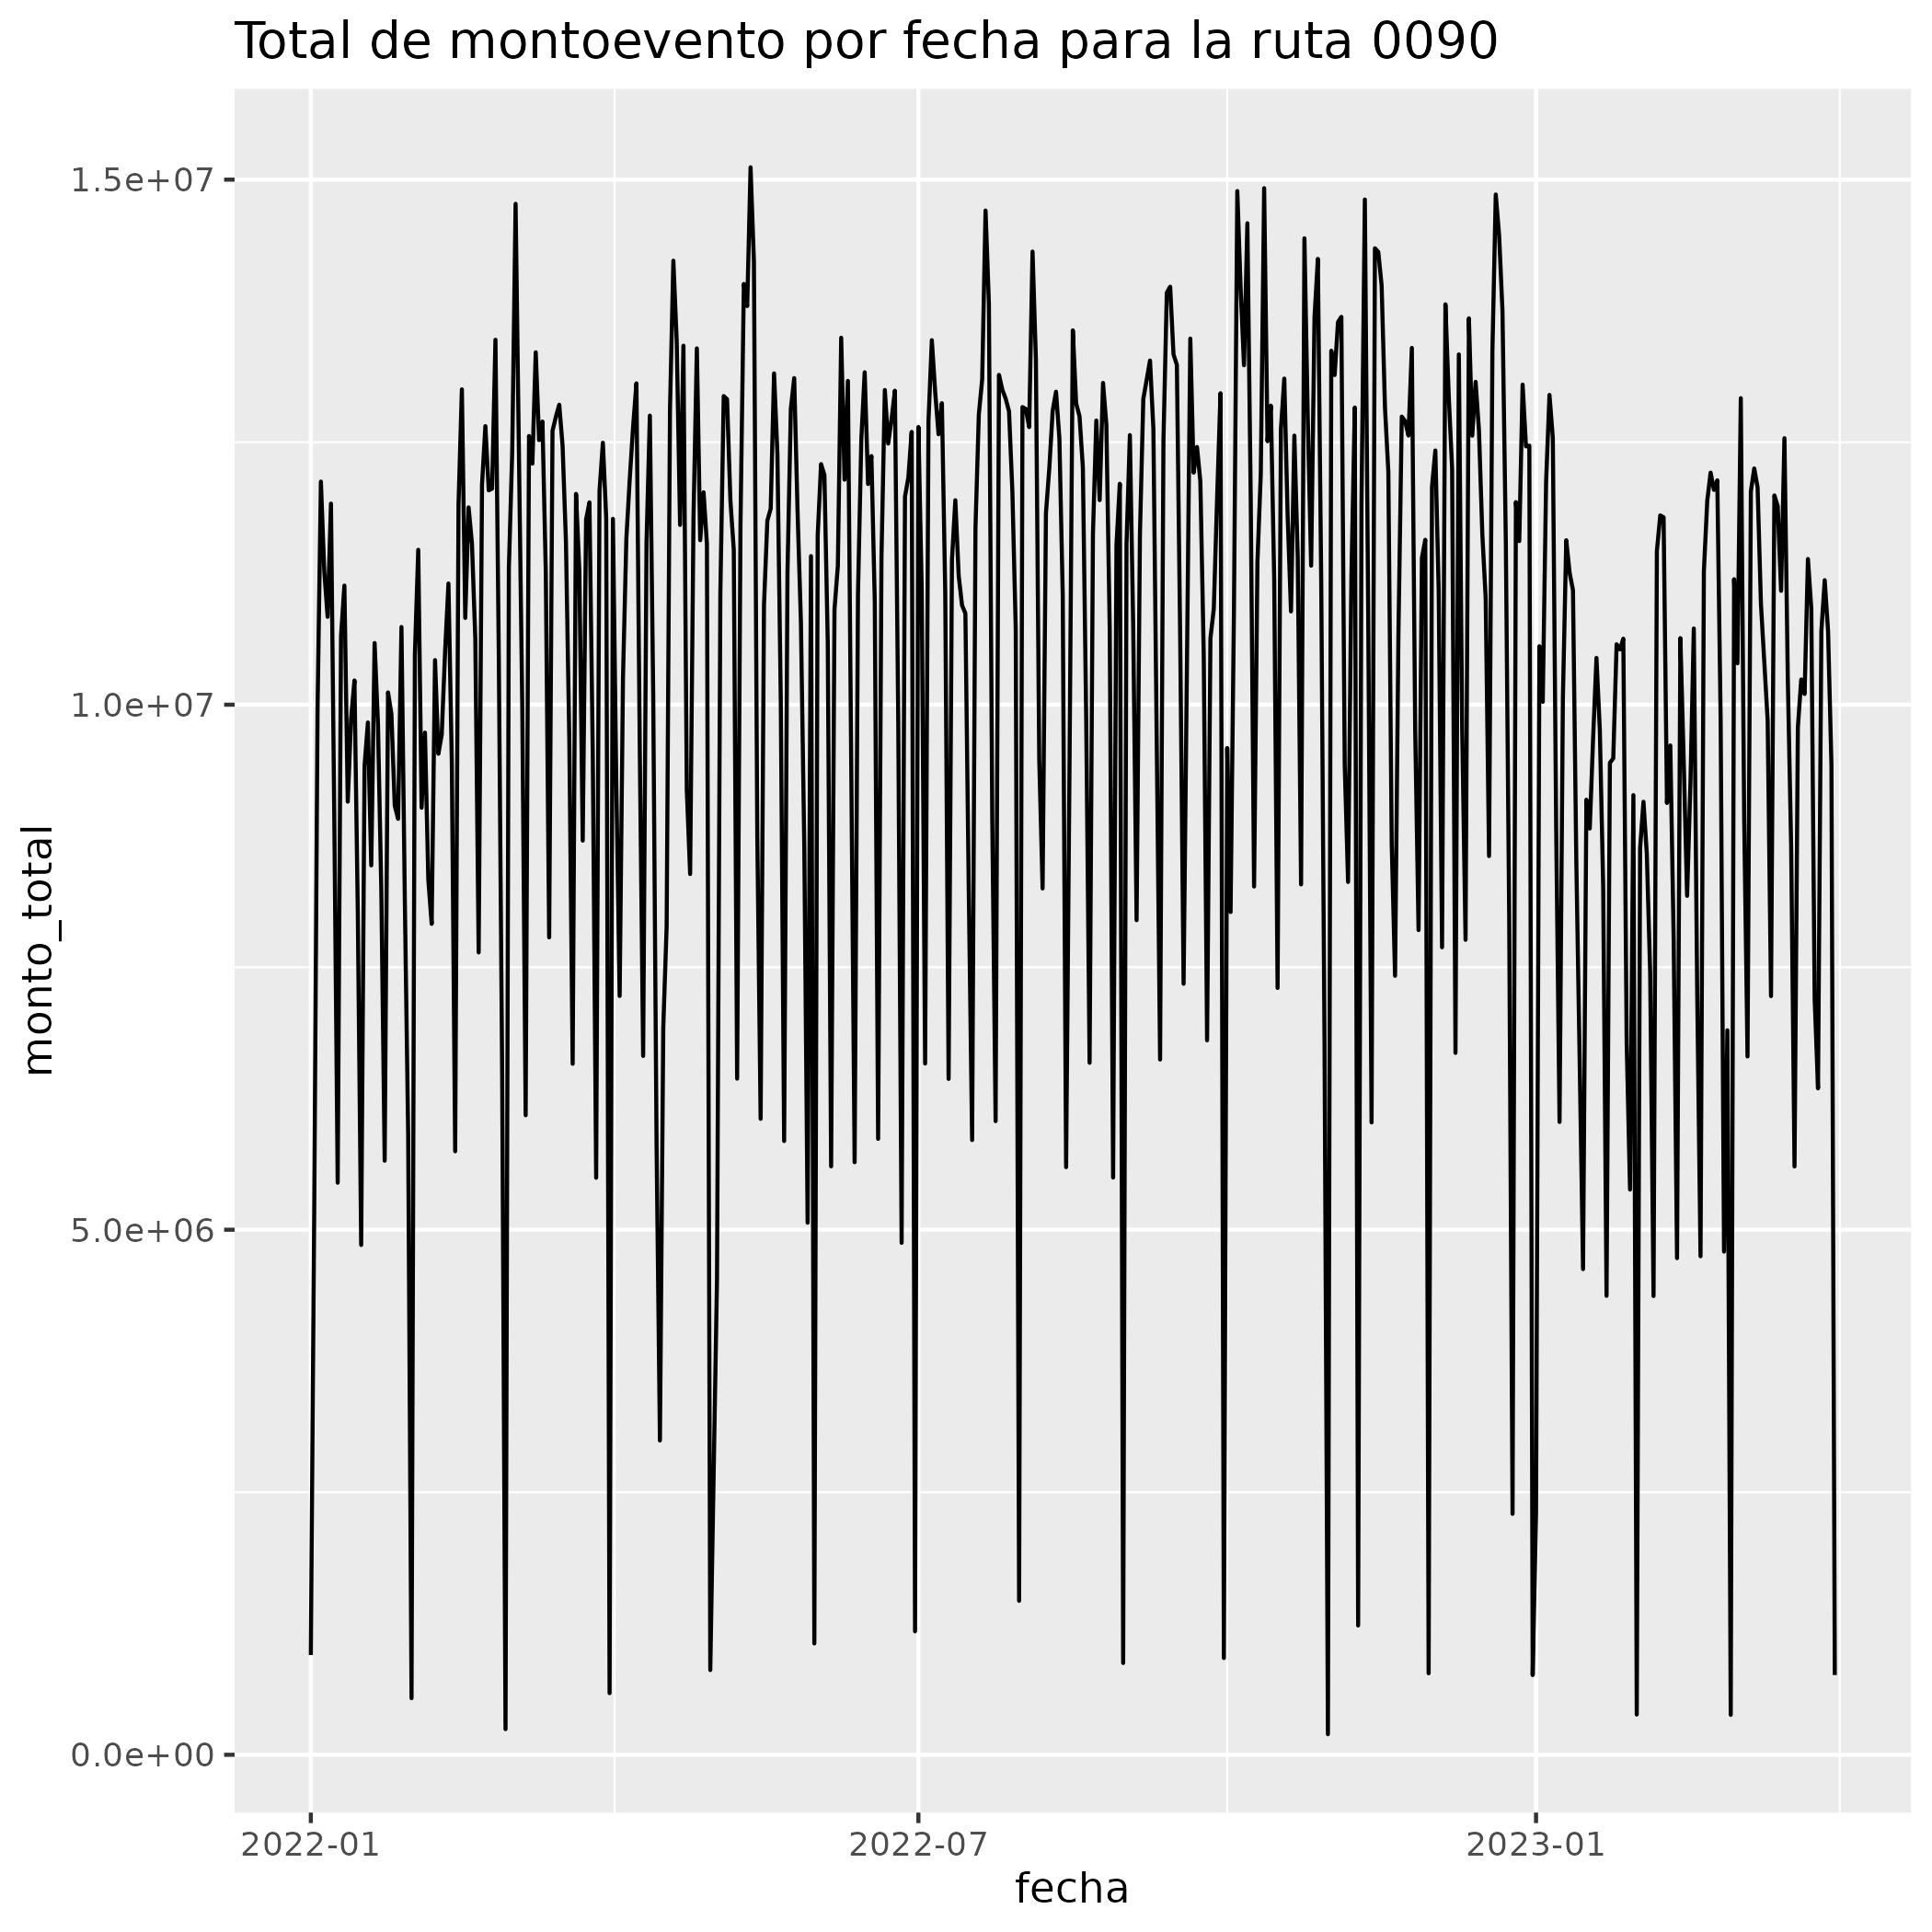 Total de montoevento por fecha para la ruta 0090
1.5e+07
1.0e+07
5.0e+06
0.0e+00
monto_total
2022-01
2022-07
2023-01
fecha